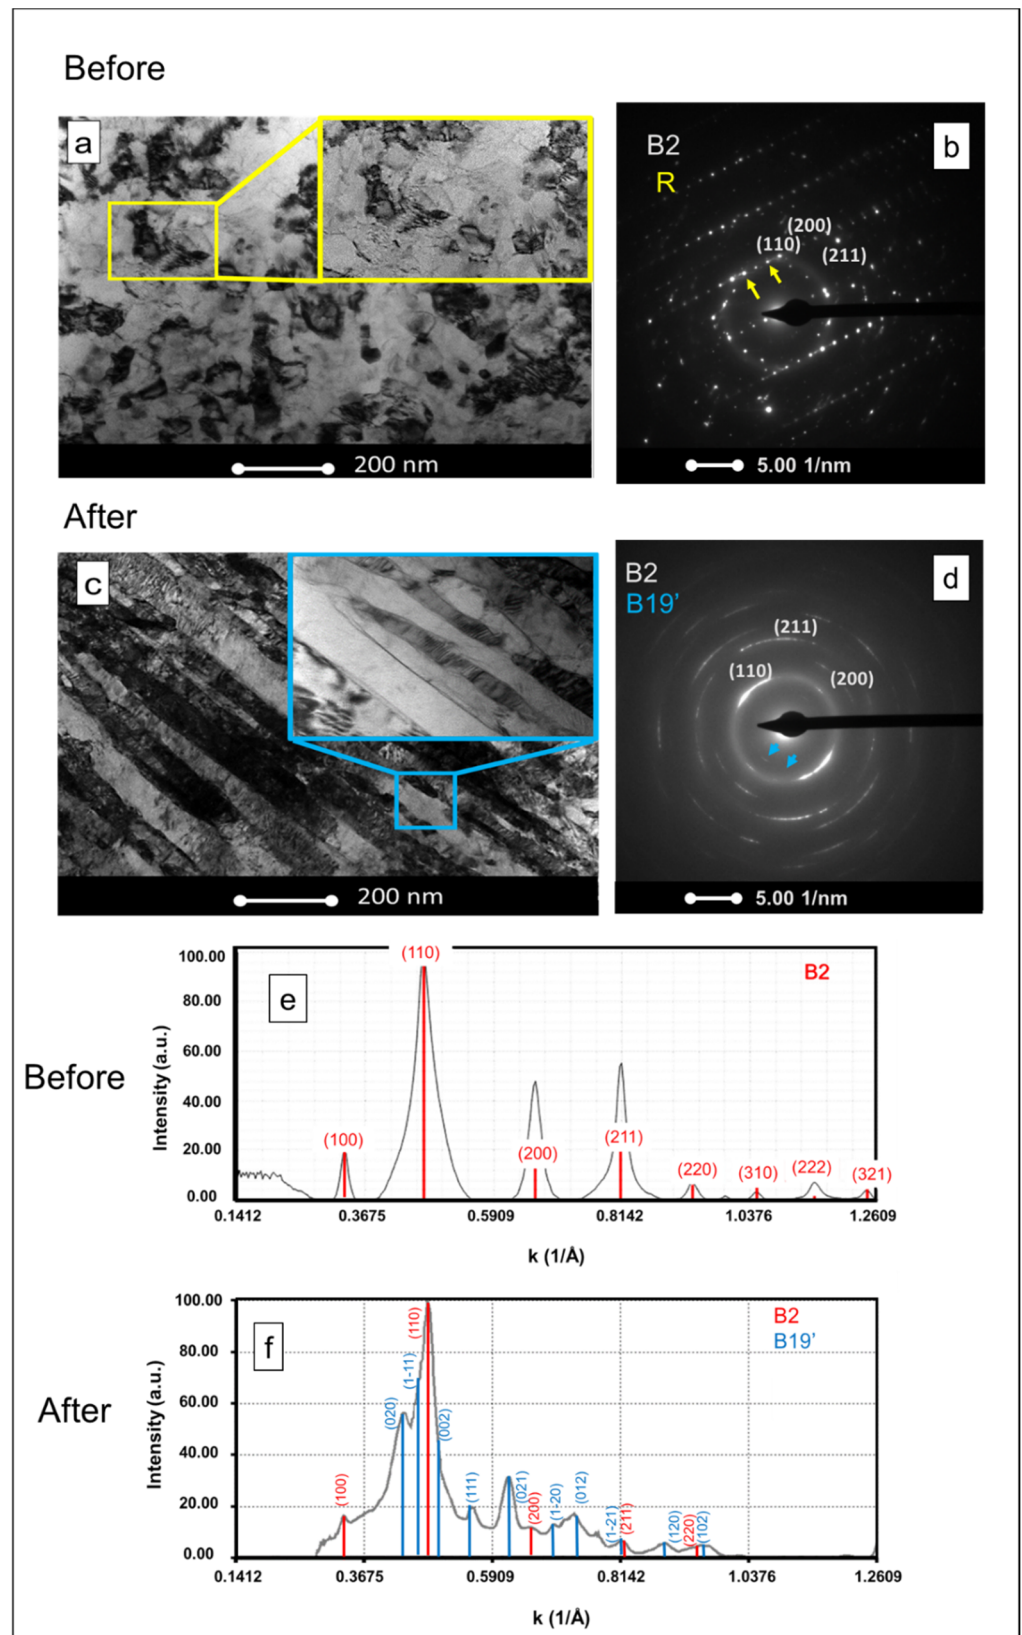 Before
a
200 nm
B2
R
b
(200)
(110)
(211)
5.00 1/nm
After
c
200 nm
B2
B19’
d
(211)
(110)
(200)
5.00 1/nm
Before
e
B2
Intensity (a.u.)
100.00
80.00
60.00
40.00
20.00
0.00
(100)
(110)
(200)
(211)
(220)
(310)
(222)
(321)
0.1412 0.3675 0.5909 0.8142 1.0376 1.2609
k (1/Å)
After
f
B2
B19’
Intensity (a.u.)
100.00
80.00
60.00
40.00
20.00
0.00
(100)
(020)
(1-11)
(110)
(002)
(111)
(021)
(200)
(1-20)
(012)
(1-21)
(211)
(120)
(220)
(102)
0.1412 0.3675 0.5909 0.8142 1.0376 1.2609
k (1/Å)